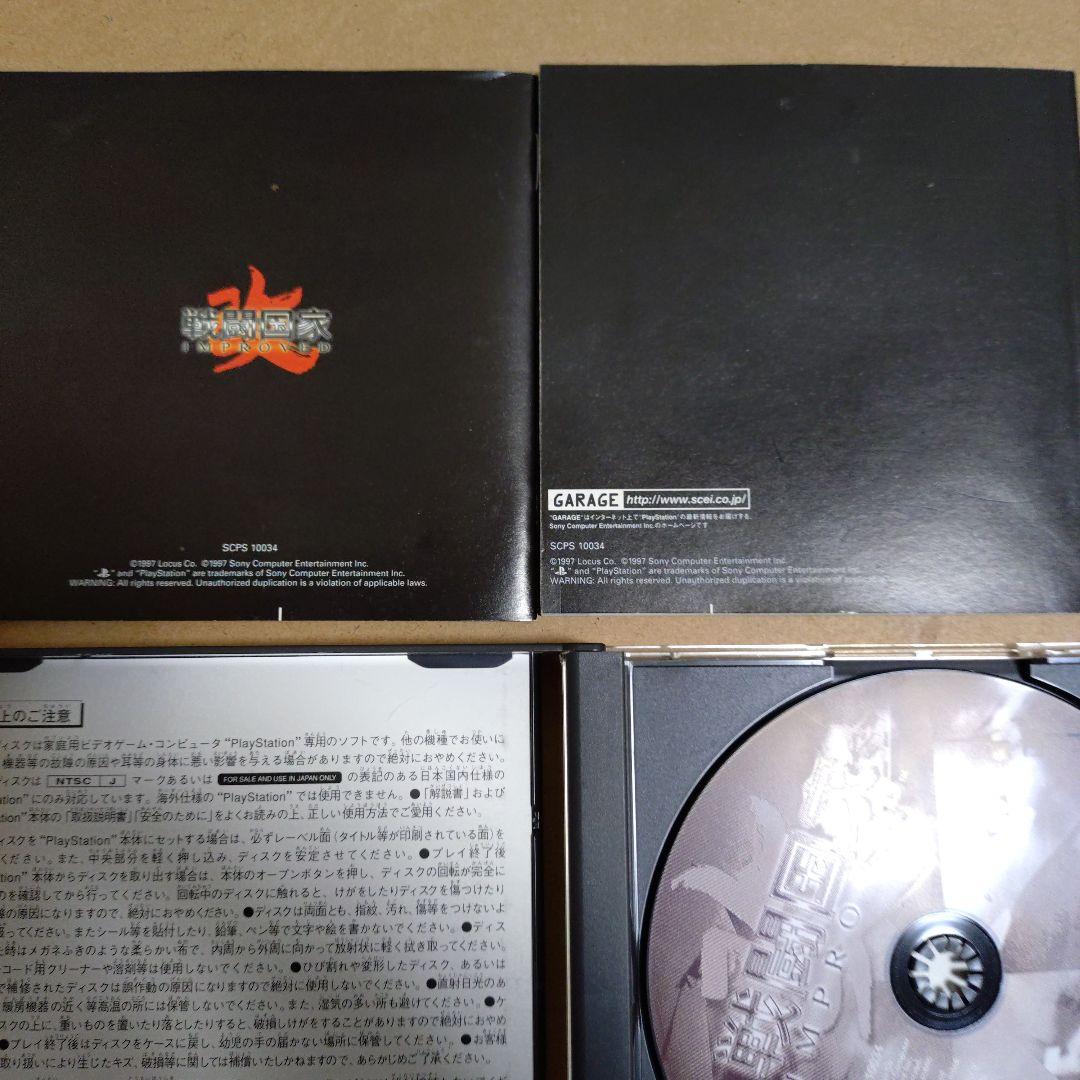 改
戦闘国家
IMPROVED
SCPS 10034
©1997 Locus Co. ©1997 Sony Computer Entertainment Inc.
" " and "PlayStation" are trademarks of Sony Computer Entertainment Inc.
WARNING: All rights reserved. Unauthorized duplication is a violation of applicable laws.
GARAGE http://www.scei.co.jp/
"GARAGE"はインターネット上で"PlayStation"の最新情報をお届けする
Sony Computer Entertainment Inc.のホームページです
SCPS 10034
©1997 Locus Co. ©1997 Sony Computer Entertainment Inc.
" " and "PlayStation" are trademarks of Sony Computer Entertainment
WARNING: All rights reserved. Unauthorized duplication is a violation of
上のご注意
ディスクは家庭用ビデオゲーム・コンピュータ“PlayStation”専用のソフトです。他の機種でお使いに
機器等の故障の原因や耳等の身体に悪い影響を与える場合がありますので絶対におやめください。
ディスクは NTSC J マークあるいは FOR SALE AND USE IN JAPAN ONLY の表記のある日本国内仕様の
ation”にのみ対応しています。海外仕様の“PlayStation”では使用できません。●「解説書」および
Station”本体の「取扱説明書」「安全のために」をよくお読みの上、正しい使用方法でご愛用ください。
ィスクを“PlayStation”本体にセットする場合は、必ずレーベル面(タイトル等が印刷されている面)を
ください。また、中央部分を軽く押し込み、ディスクを安定させてください。●プレイ終了後
Station”本体からディスクを取り出す場合は、本体のオープンボタンを押し、ディスクの回転が完全に
のを確認してから行ってください。回転中のディスクに触れると、けがをしたりディスクを傷つけたり
の原因になりますので、絶対におやめください。●ディスクは両面とも、指紋、汚れ、傷等をつけないよ
扱ってください。またシール等を貼付したり、鉛筆、ペン等で文字や絵を書かないでください。●ディス
た時はメガネふきのような柔らかい布で、内周から外周に向かって放射状に軽く拭き取ってください。
コード用クリーナーや溶剤等は使用しないでください。●ひび割れや変形したディスク、あるいは
で補修されたディスクは誤作動の原因になりますので絶対に使用しないでください。●直射日光のあ
暖房機器の近く等高温の所には保管しないでください。また、湿気の多い所も避けてください。●ケ
スクの上に、重いものを置いたり落としたりすると、破損しけがをすることがありますので絶対におやめ
●プレイ終了後はディスクをケースに戻し、幼児の手の届かない場所に保管してください。●お客様
取り扱いにより生じたキズ、破損等に関しては補償いたしかねますので、あらかじめご了承ください。
戦闘国家
IMPRO